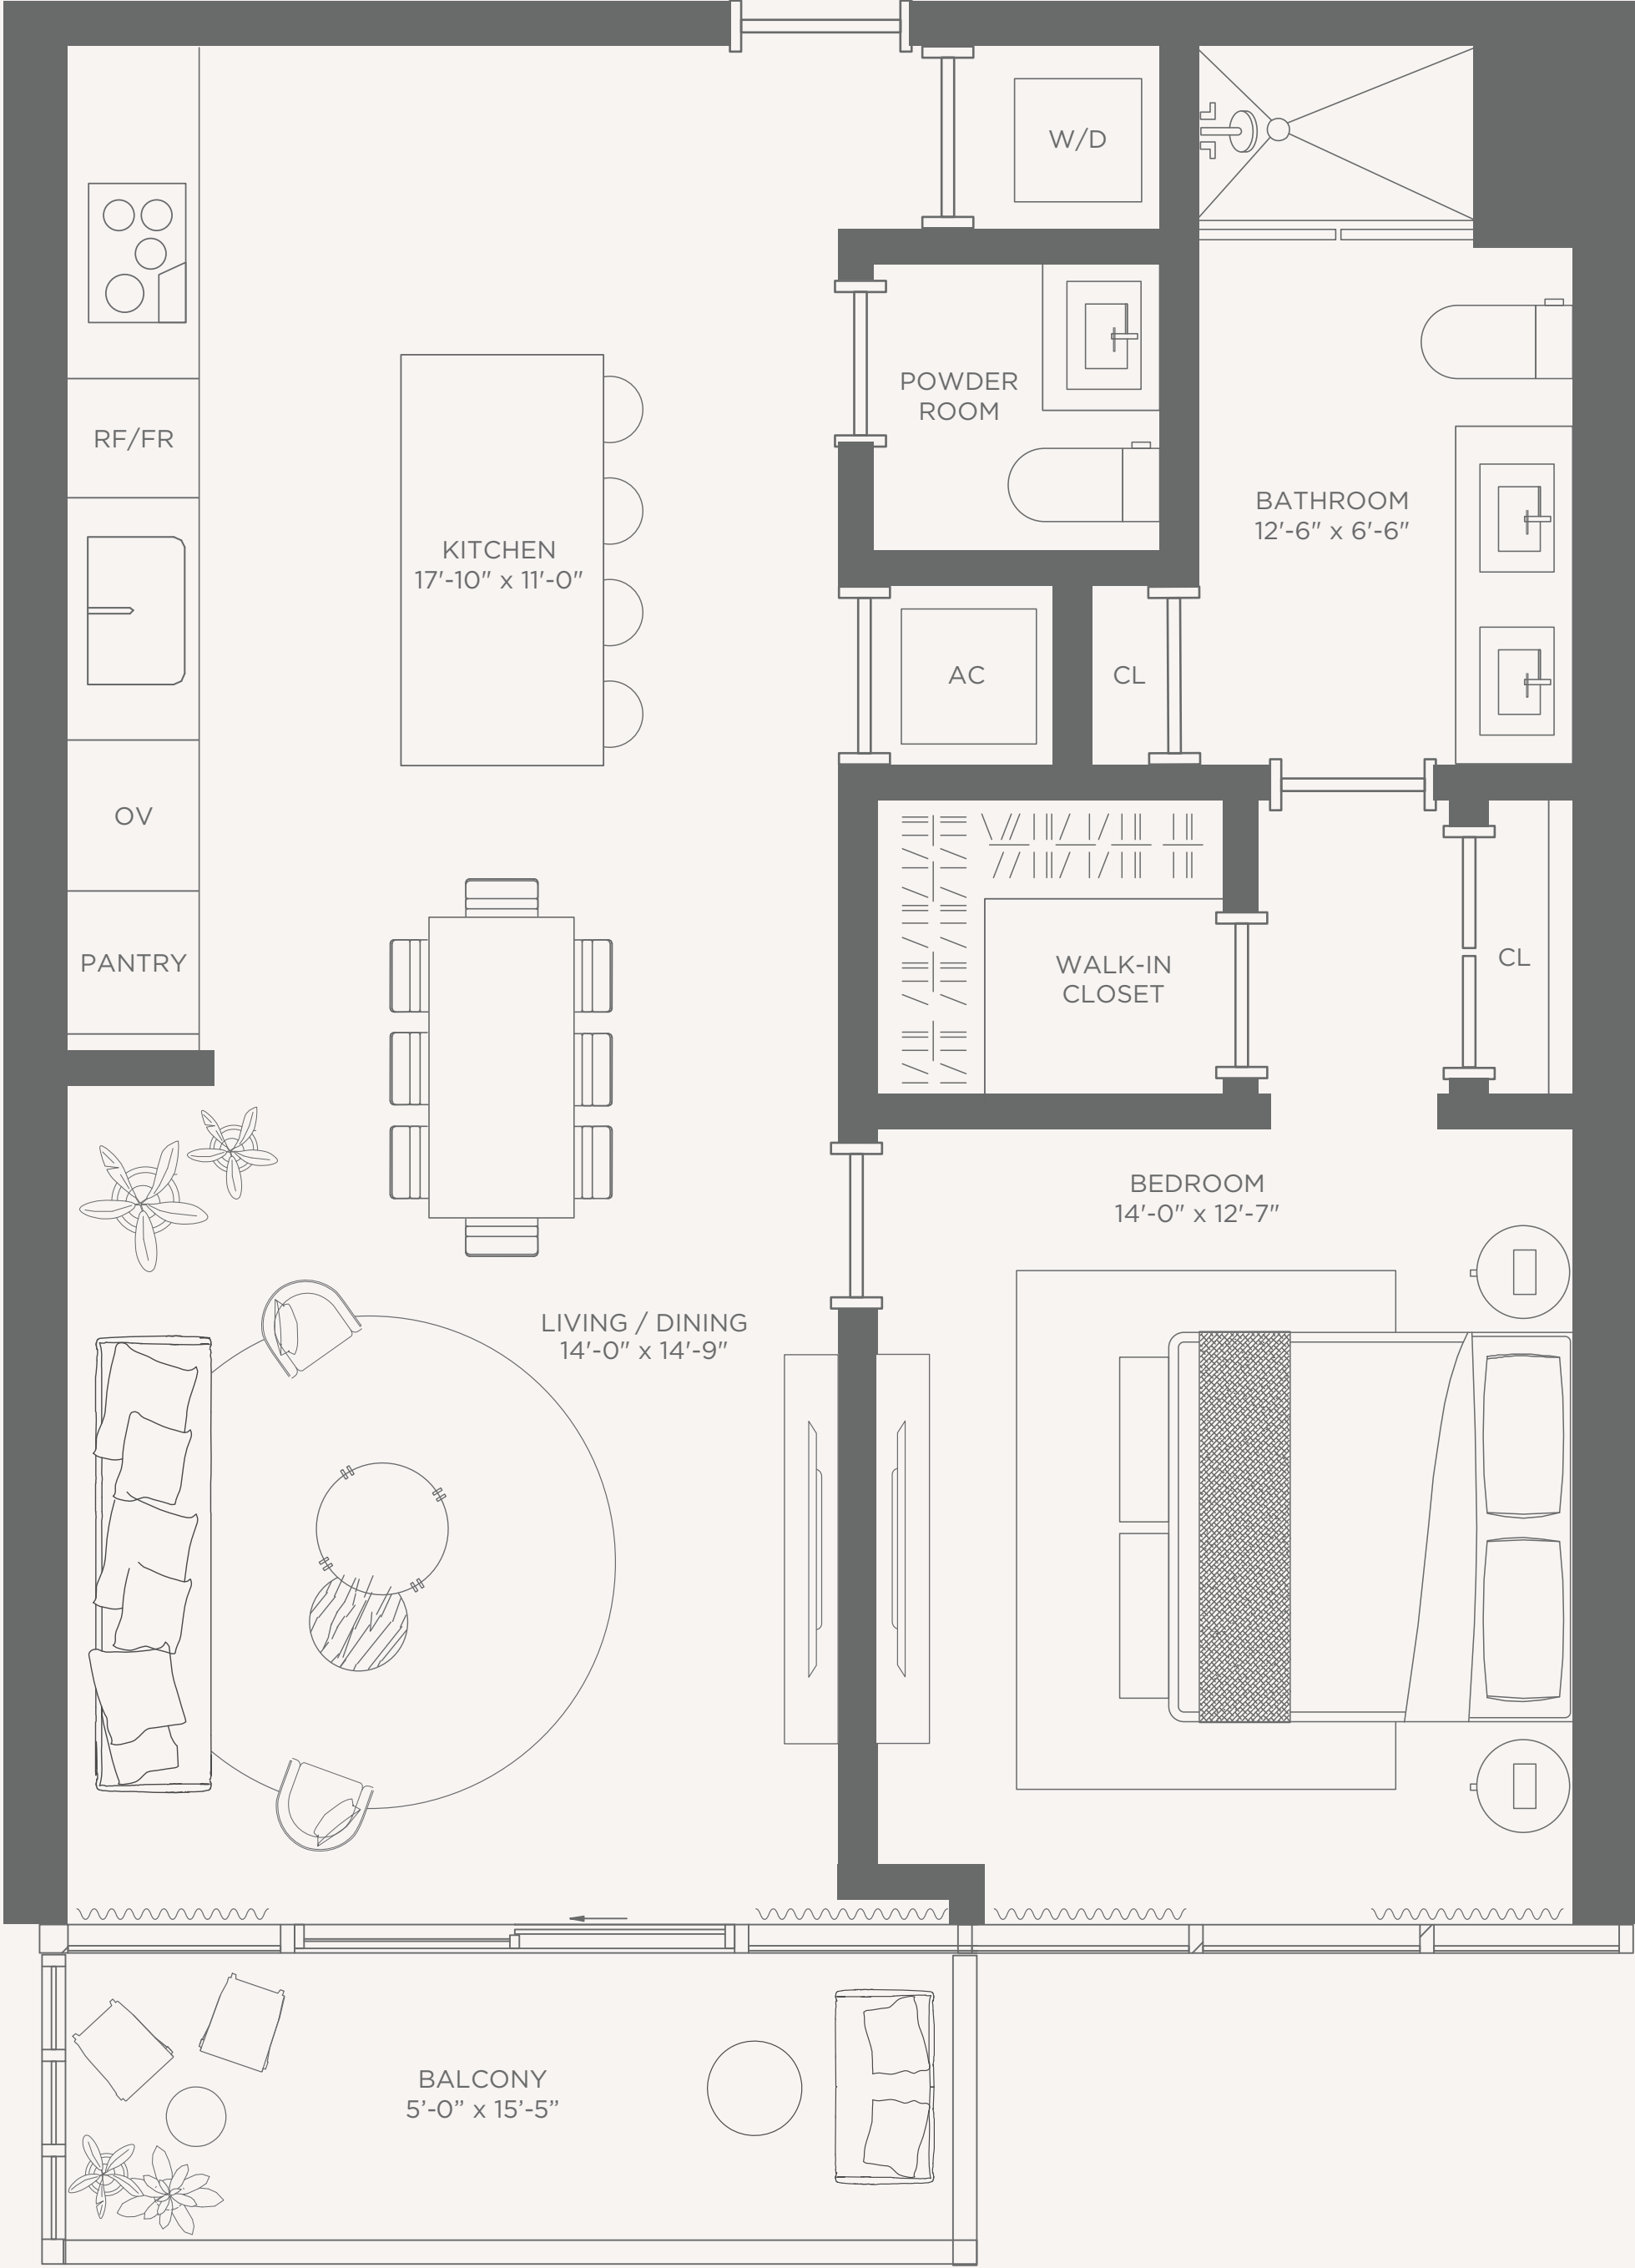 W/D
POWDER
ROOM
RF/FR
BATHROOM
12'-6" x 6'-6"
KITCHEN
17'-10" x 11'-0"
AC
CL
OV
PANTRY
WALK-IN
CLOSET
CL
BEDROOM
14'-0" x 12'-7"
LIVING / DINING
14'-0" x 14'-9"
BALCONY
5’-0” x 15’-5”